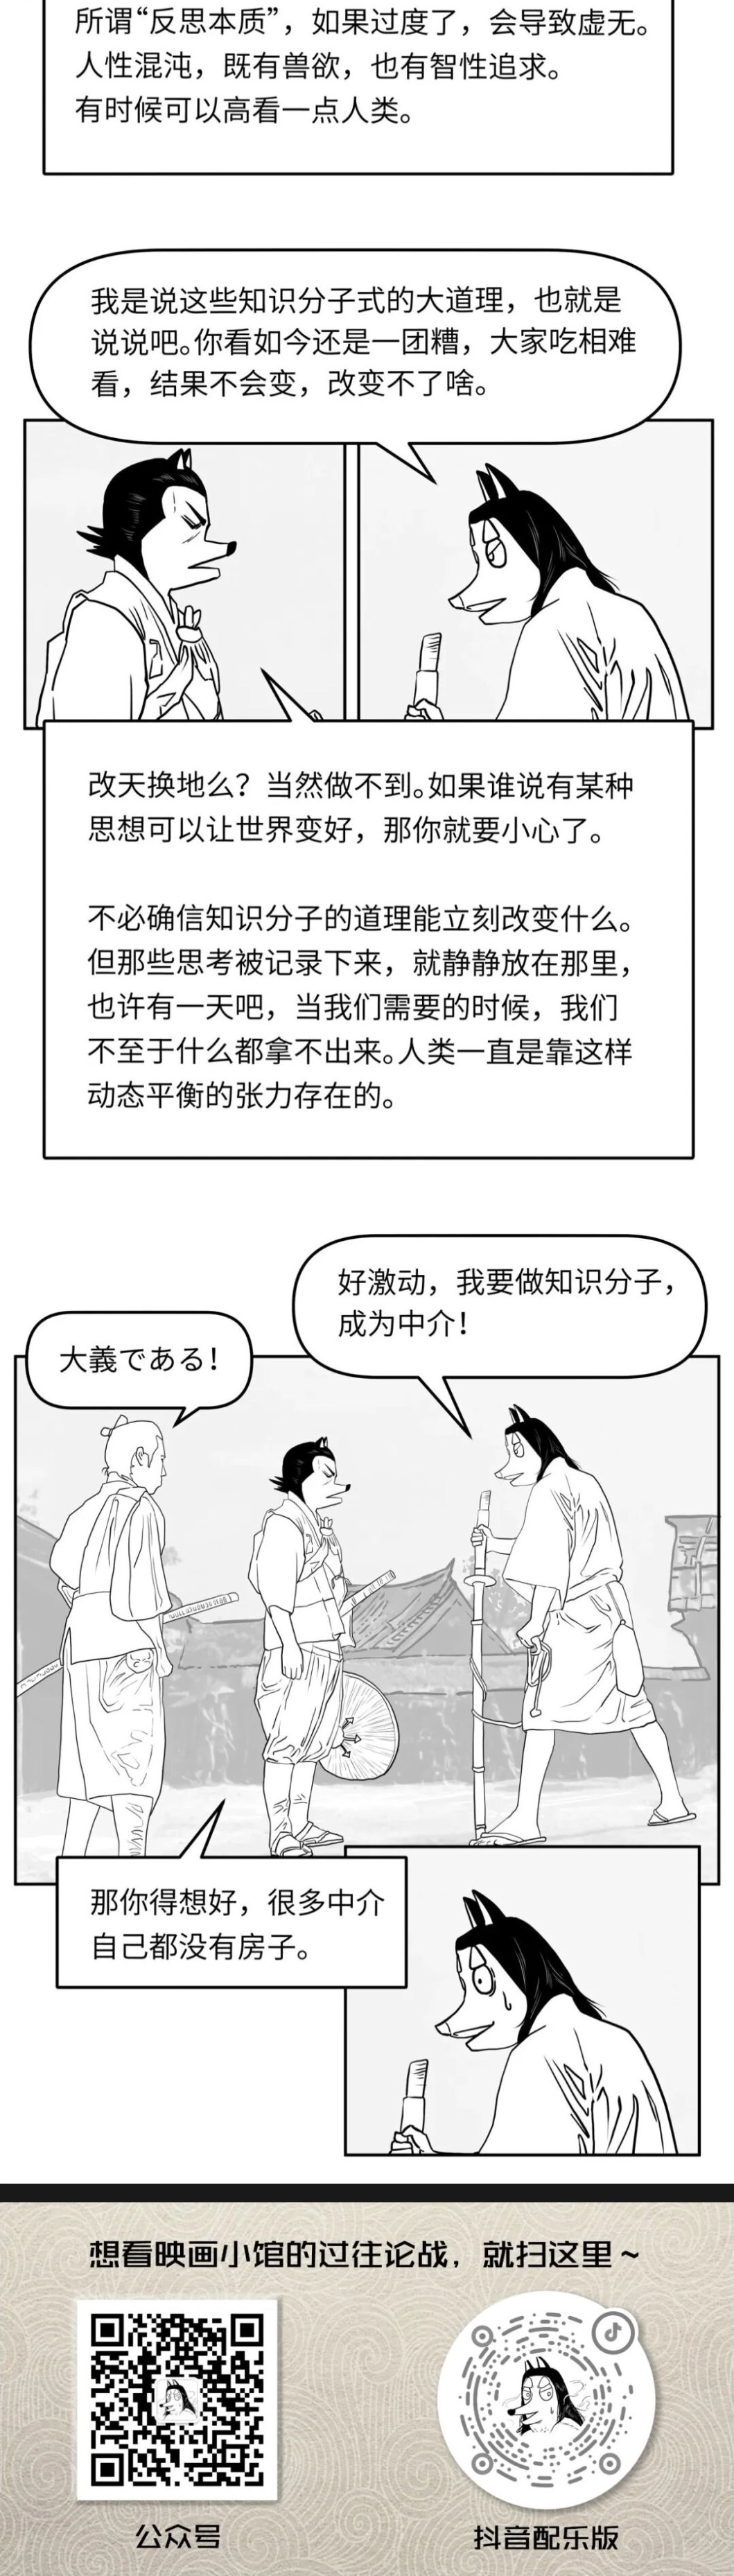 所谓“反思本质”，如果过度了，会导致虚无。
人性混沌，既有兽欲，也有智性追求。
有时候可以高看一点人类。
我是说这些知识分子式的大道理，也就是
说说吧。你看如今还是一团糟，大家吃相难
看，结果不会变，改变不了啥。
改天换地么？当然做不到。如果谁说有某种
思想可以让世界变好，那你就要小心了。
不必确信知识分子的道理能立刻改变什么。
但那些思考被记录下来，就静静放在那里，
也许有一天吧，当我们需要的时候，我们
不至于什么都拿不出来。人类一直是靠这样
动态平衡的张力存在的。
好激动，我要做知识分子，
成为中介！
大義である！
那你得想好，很多中介
自己都没有房子。
想看映画小馆的过往论战，就扫这里～
公众号
抖音配乐版